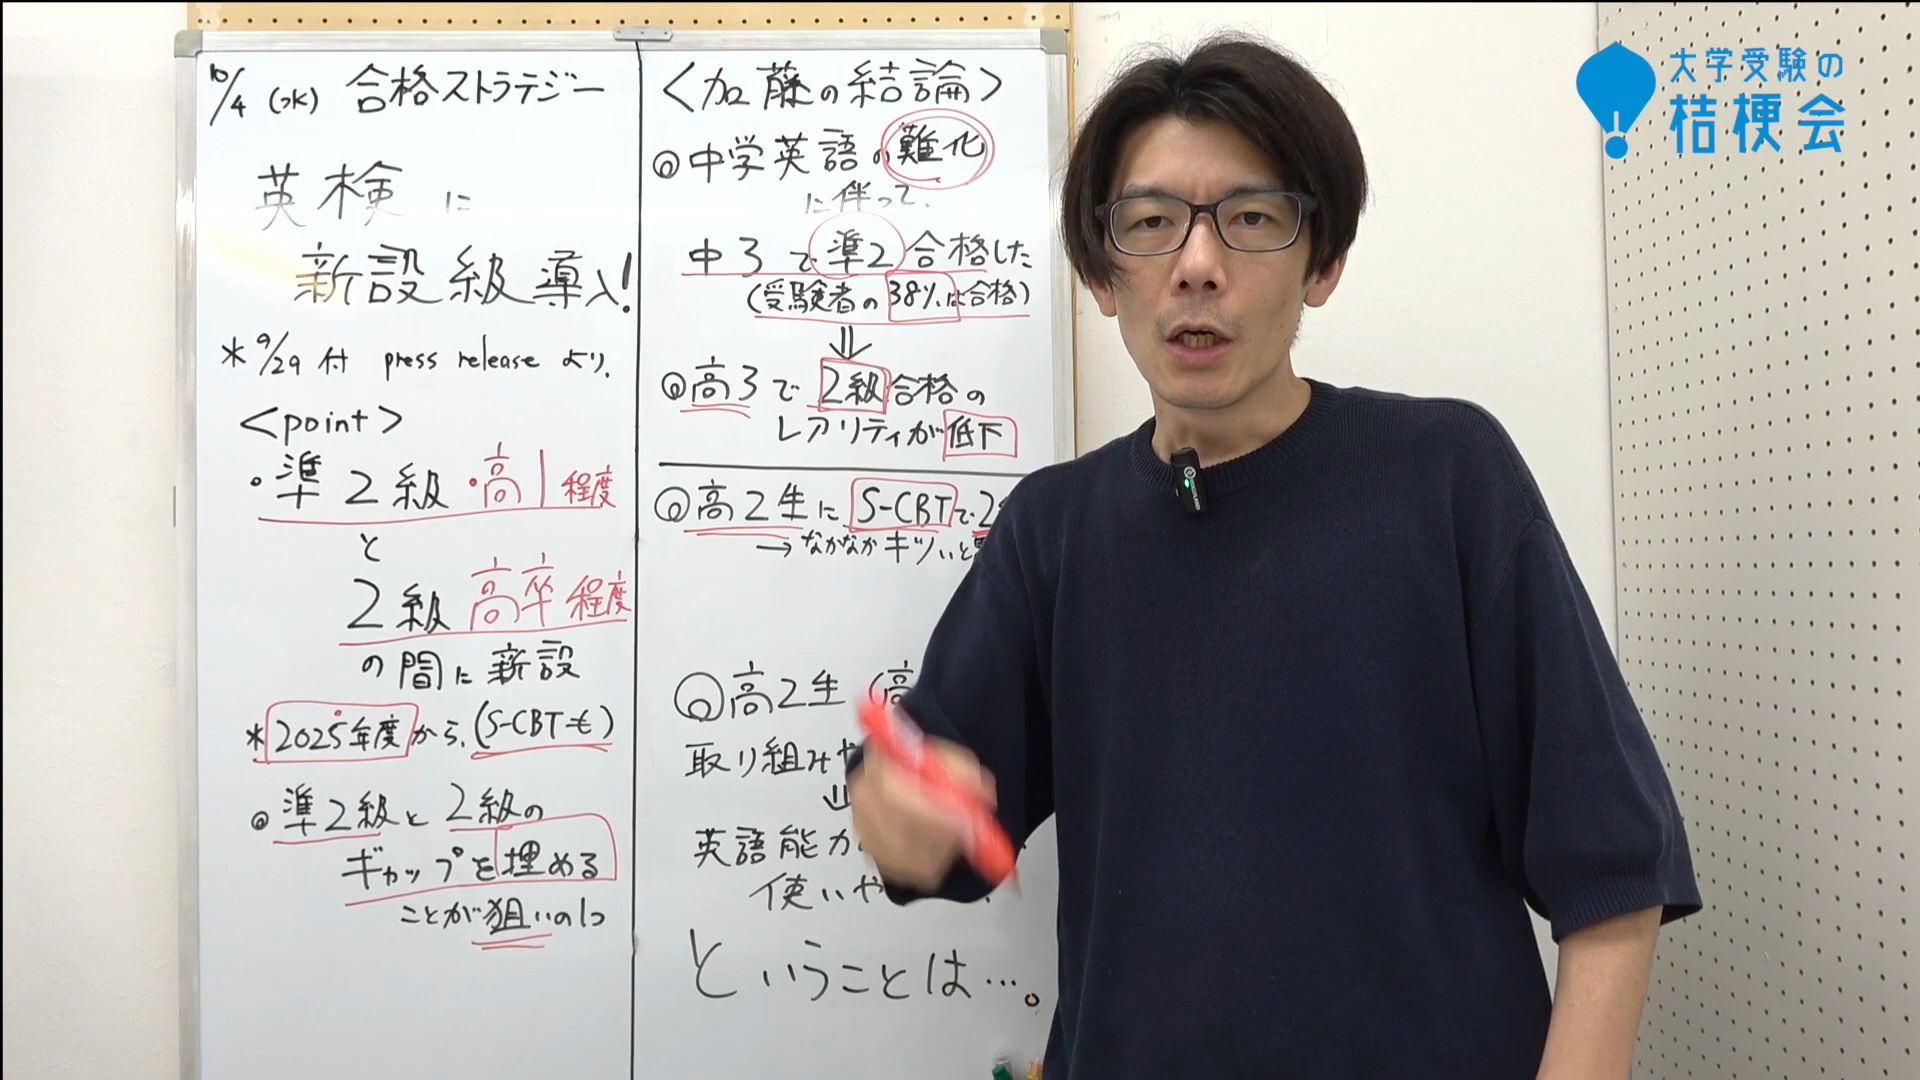 10/4 (水) 合格ストラテジー
英検に
新設級導入!
*9/29付 press release より.
<point>
・準2級・高1程度
と
2級 高卒程度
の間に新設
*2025年度から.(S-CBTも)
◎準2級と2級の
ギャップを埋める
ことが狙いの1つ
<加藤の結論>
◎中学英語の難化
に伴って.
中3で準2合格した
(受験者の38%は合格)
⇓
◎高3で2級合格の
レアリティが低下
◎高2生にS-CBTで2
→なかなかキツいと
◎高2生(高
取り組みや
⇓
英語能力
使いや
ということは…。
大学受験の
桔梗会